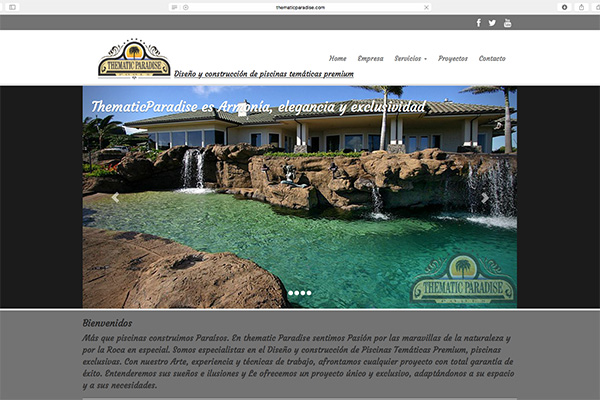 thematicparadise.com
THEMATIC PARADISE
Diseño y construcción de piscinas temáticas premium
Home Empresa Servicios Proyectos Contacto
ThematicParadise es Armonía, elegancia y exclusividad
THEMATIC PARADISE
Bienvenidos
Más que piscinas construimos Paraísos. En thematic Paradise sentimos Pasión por las maravillas de la naturaleza y
por la Roca en especial. Somos especialistas en el Diseño y construcción de Piscinas Temáticas Premium, piscinas
exclusivas. Con nuestro Arte, experiencia y técnicas de trabajo, afrontamos cualquier proyecto con total garantía de
éxito. Entenderemos sus sueños e ilusiones y Le ofrecemos un proyecto único y exclusivo, adaptándonos a su espacio
y a sus necesidades.